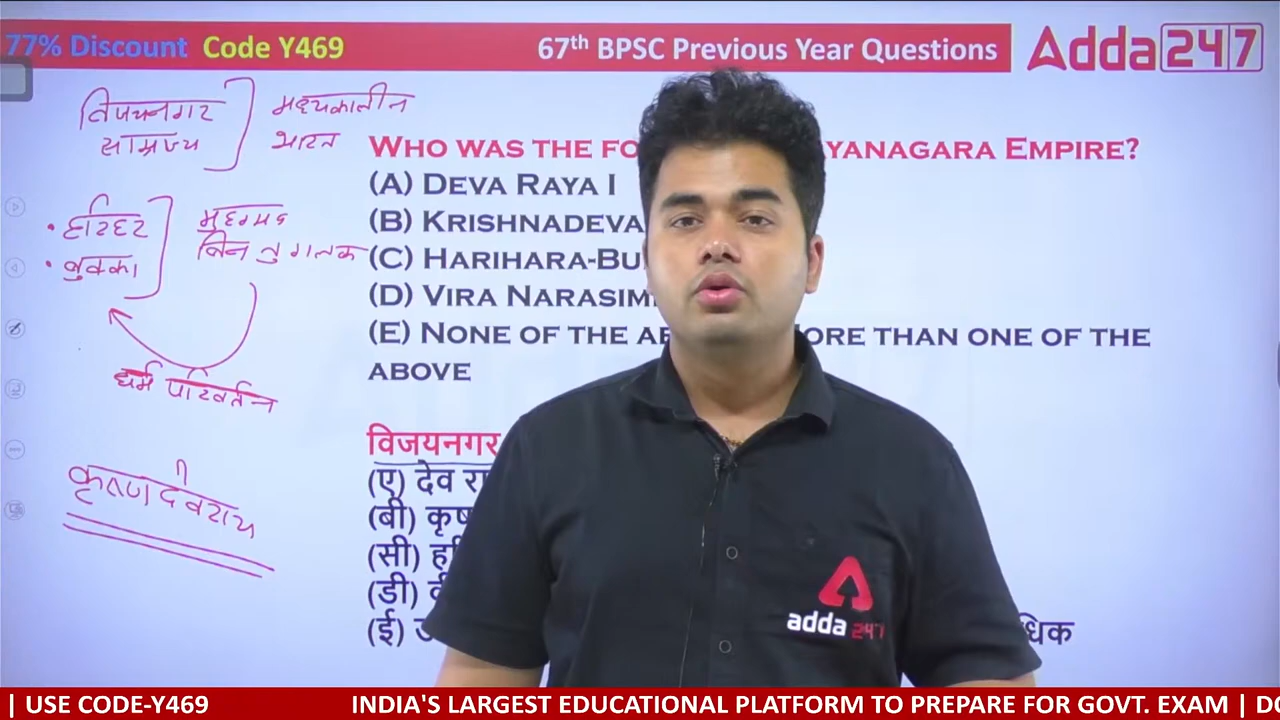 77% Discount Code Y469
67th BPSC Previous Year Questions
Adda247
विजयनगर
साम्राज्य
मध्यकालीन
भारत
WHO WAS THE FO YANAGARA EMPIRE?
(A) DEVA RAYA I
(B) KRISHNADEVA
(C) HARIHARA-BU
(D) VIRA NARASIM
(E) NONE OF THE AB ORE THAN ONE OF THE
ABOVE
• हरिहर
• बुक्का
मुहम्मद
बिन तुगलक
धर्म परिवर्तन
कृष्णदेवराय
विजयनगर
(ए) देव रा
(बी) कृष
(सी) हरि
(डी) वी
(ई) उ धिक
adda 247
| USE CODE-Y469
INDIA'S LARGEST EDUCATIONAL PLATFORM TO PREPARE FOR GOVT. EXAM | DO